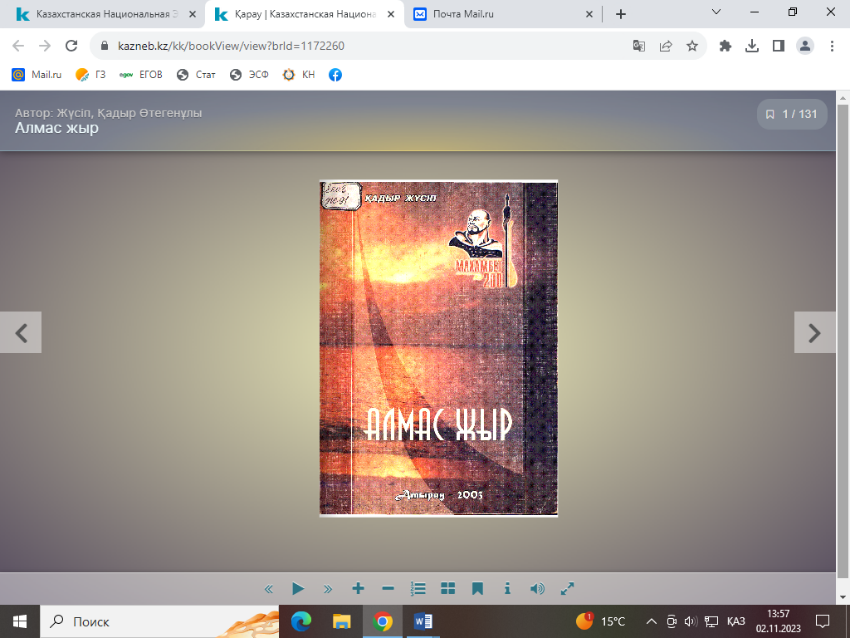 Казахстанская Национальная Э
Қарау | Казахстанская Национа
Почта Mail.ru
kazneb.kz/kk/bookView/view?brId=1172260
Mail.ru
ГЗ
ЕГОВ
Стат
ЭСФ
КН
Автор: Жүсіп, Қадыр Өтегенұлы
Алмас жыр
1 / 131
ҚАДЫР ЖҮСІП
МАХАМБЕТ
АЛМАС ЖЫР
Атырау - 2003
Поиск
15°C
ҚАЗ
13:57
02.11.2023